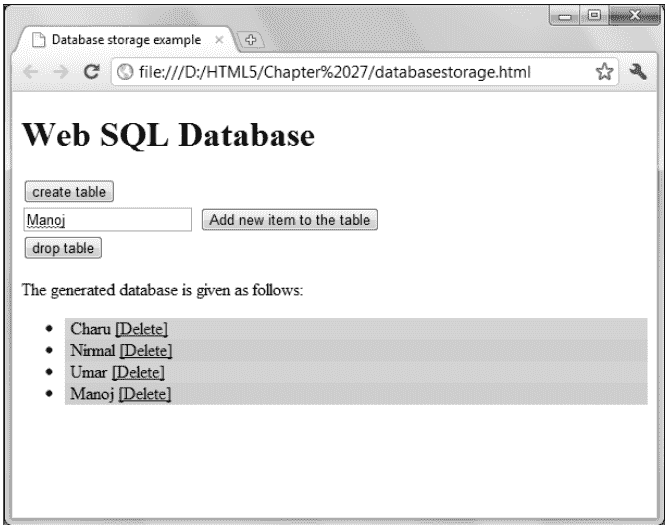 Database storage example
file:///D:/HTML5/Chapter%2027/databasestorage.html
Web SQL Database
create table
Manoj Add new item to the table
drop table
The generated database is given as follows:
• Charu [Delete]
• Nirmal [Delete]
• Umar [Delete]
• Manoj [Delete]